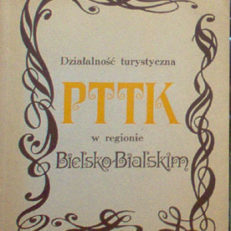 Działalność turystyczna
PTTK
w regionie
Bielsko-Bialskim